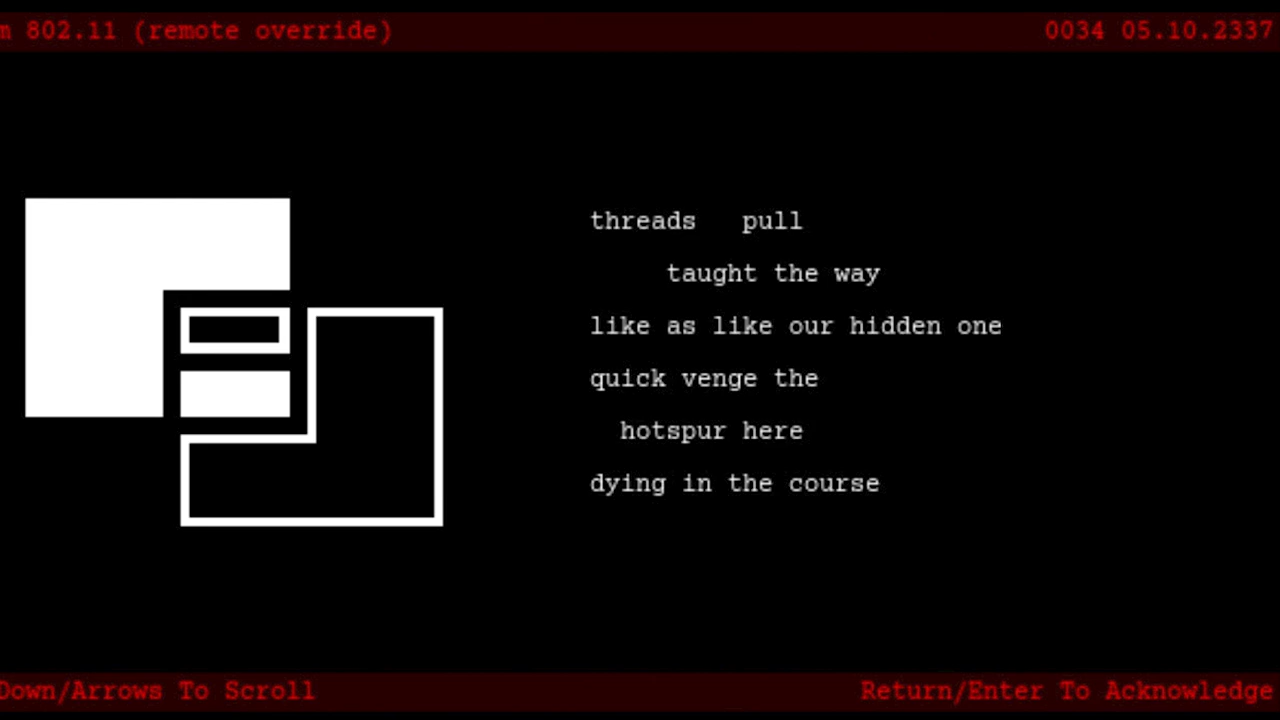 m 802.11 (remote override) 0034 05.10.2337
threads   pull
taught the way
like as like our hidden one
quick venge the
hotspur here
dying in the course
Down/Arrows To Scroll Return/Enter To Acknowledge